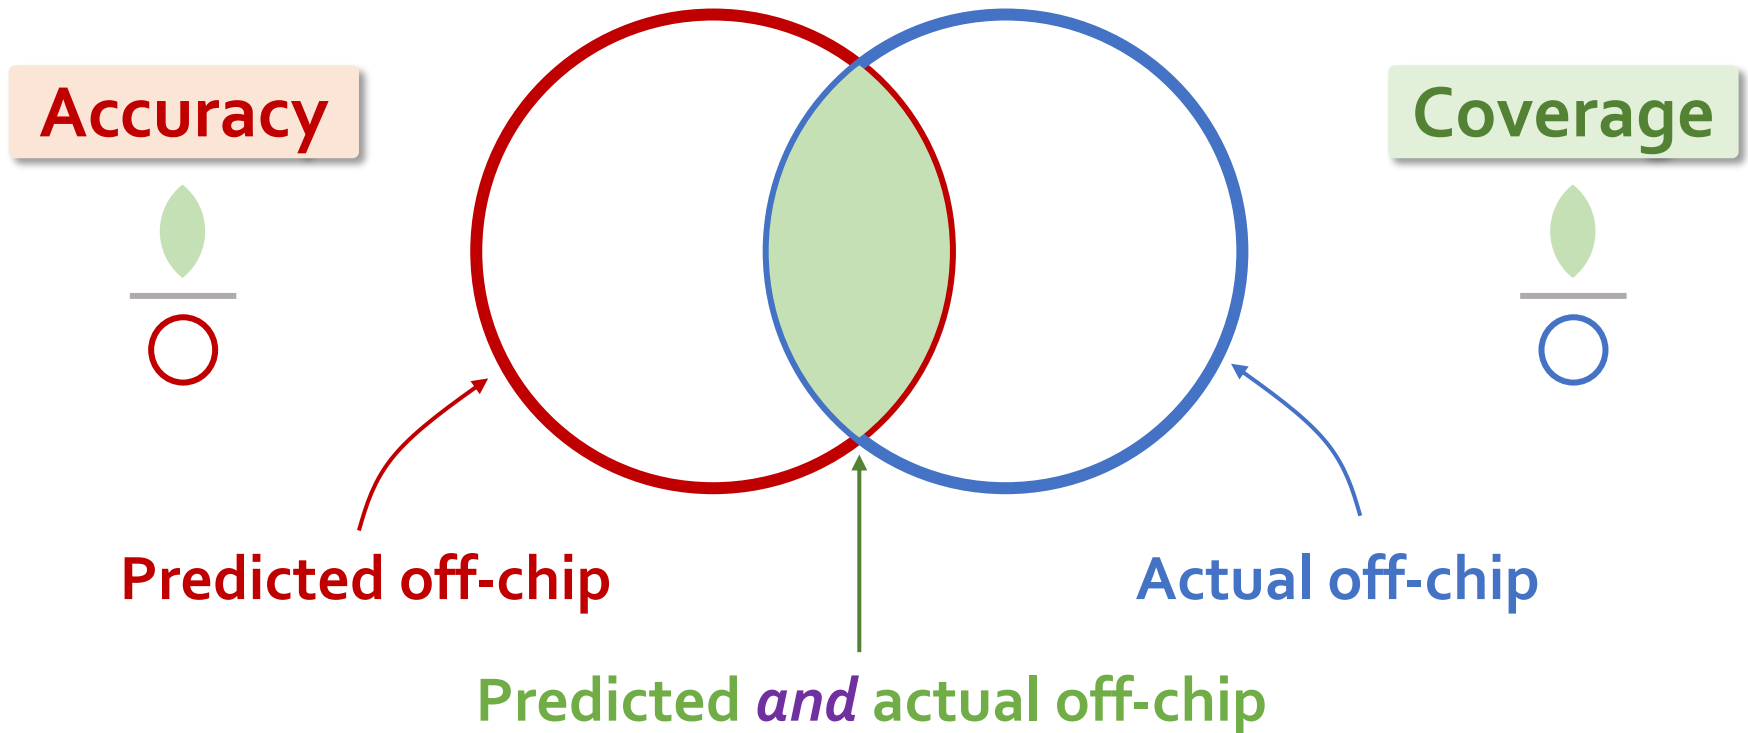 Accuracy
Coverage
Predicted off-chip
Actual off-chip
Predicted and actual off-chip